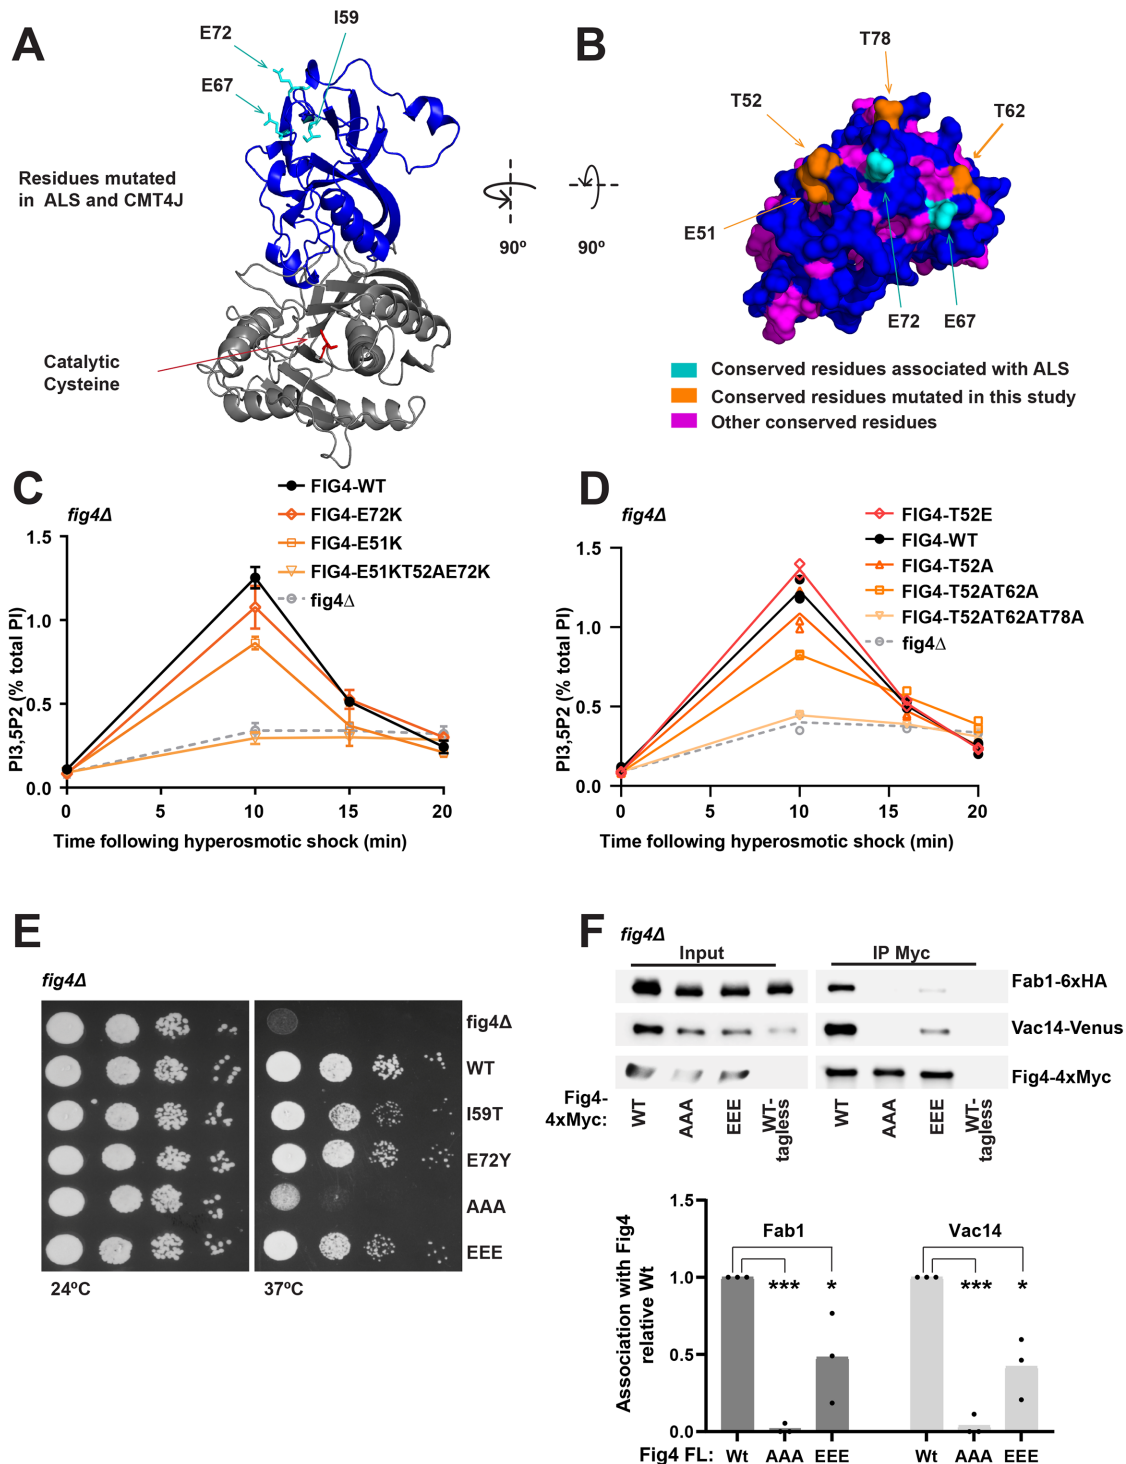 A
E72
I59
E67
Residues mutated
in ALS and CMT4J
Catalytic
Cysteine
90º
90º
B
T78
T52
T62
E51
E72
E67
Conserved residues associated with ALS
Conserved residues mutated in this study
Other conserved residues
C
fig4Δ
FIG4-WT
FIG4-E72K
FIG4-E51K
FIG4-E51KT52AE72K
fig4Δ
PI3,5P2 (% total PI)
1.5
1.0
0.5
0.0
0
5
10
15
20
Time following hyperosmotic shock (min)
D
fig4Δ
FIG4-T52E
FIG4-WT
FIG4-T52A
FIG4-T52AT62A
FIG4-T52AT62AT78A
fig4Δ
PI3,5P2 (% total PI)
1.5
1.0
0.5
0.0
0
5
10
15
20
Time following hyperosmotic shock (min)
E
fig4Δ
fig4Δ
WT
I59T
E72Y
AAA
EEE
24ºC
37ºC
F
fig4Δ
Input
IP Myc
Fab1-6xHA
Vac14-Venus
Fig4-4xMyc
Fig4-
4xMyc:
WT
AAA
EEE
WT-
tagless
WT
AAA
EEE
WT-
tagless
Association with Fig4
relative Wt
1.5
1.0
0.5
0.0
Fab1
Vac14
***
*
***
*
Fig4 FL:
Wt
AAA
EEE
Wt
AAA
EEE